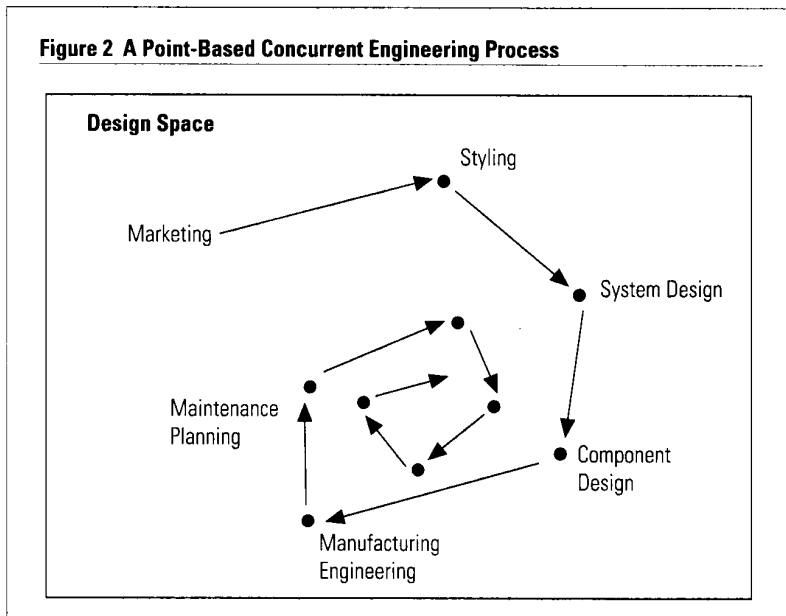 Figure 2 A Point-Based Concurrent Engineering Process
Design Space
Styling
Marketing
System Design
Maintenance
Planning
Component
Design
Manufacturing
Engineering